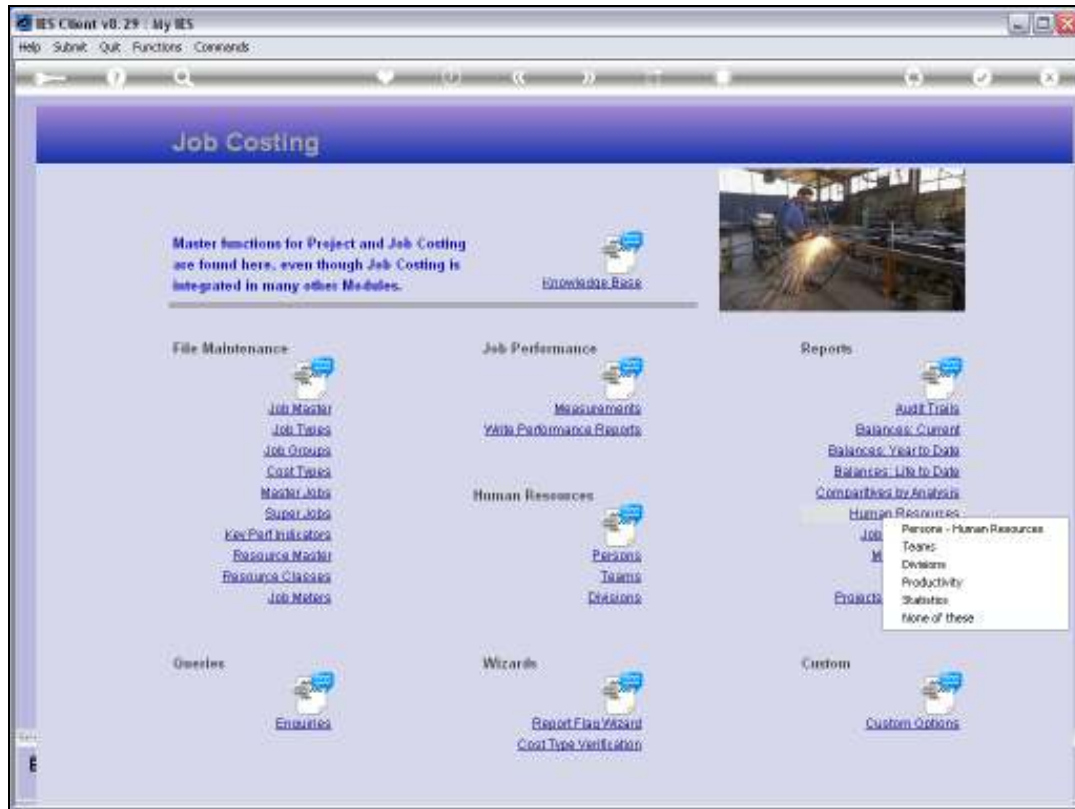 IES Client v8.29 : My IES
Help Submit Quit Functions Commands
Job Costing
Master functions for Project and Job Costing
are found here, even though Job Costing is
integrated in many other Modules.
Knowledge Base
File Maintenance
Job Master
Job Types
Job Groups
Cost Types
Master Jobs
Super Jobs
Key Perf Indicators
Resource Master
Resource Classes
Job Meters
Job Performance
Measurements
Write Performance Reports
Human Resources
Persons
Teams
Divisions
Reports
Audit Trails
Balances: Current
Balances: Year to Date
Balances: Life to Date
Comparitives by Analysis
Human Resources
Job
M
Projects
Persons - Human Resources
Teams
Divisions
Productivity
Statistics
None of these
Queries
Enquiries
Wizards
Report Flag Wizard
Cost Type Verification
Custom
Custom Options